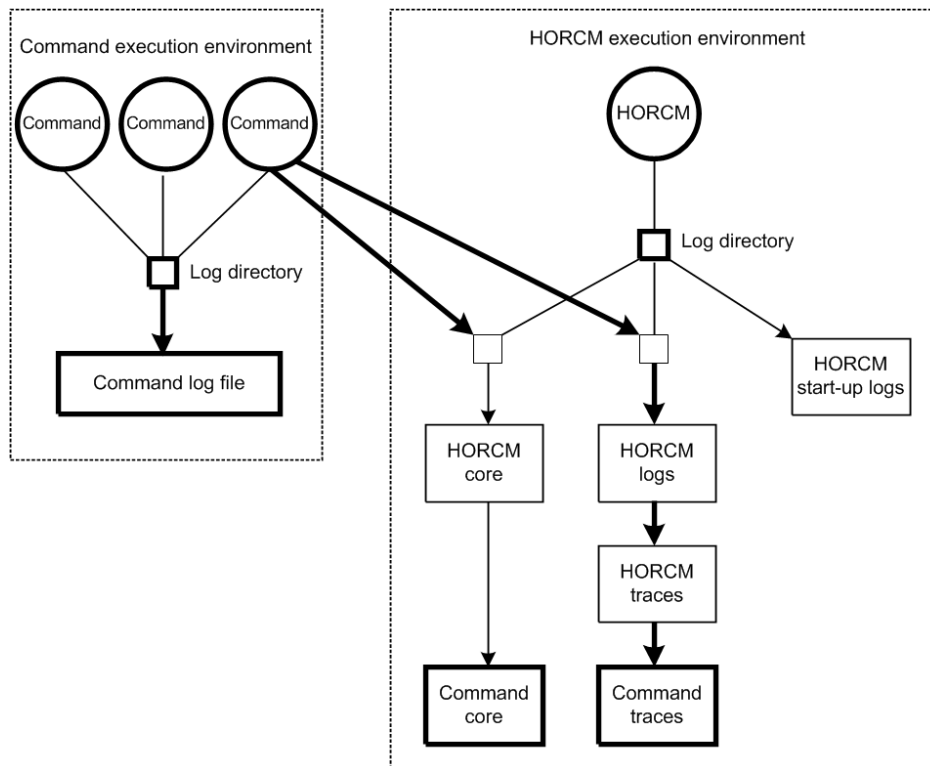 Command execution environment
HORCM execution environment
Command
Command
Command
HORCM
Log directory
Log directory
Command log file
HORCM
start-up logs
HORCM
core
HORCM
logs
HORCM
traces
Command
core
Command
traces